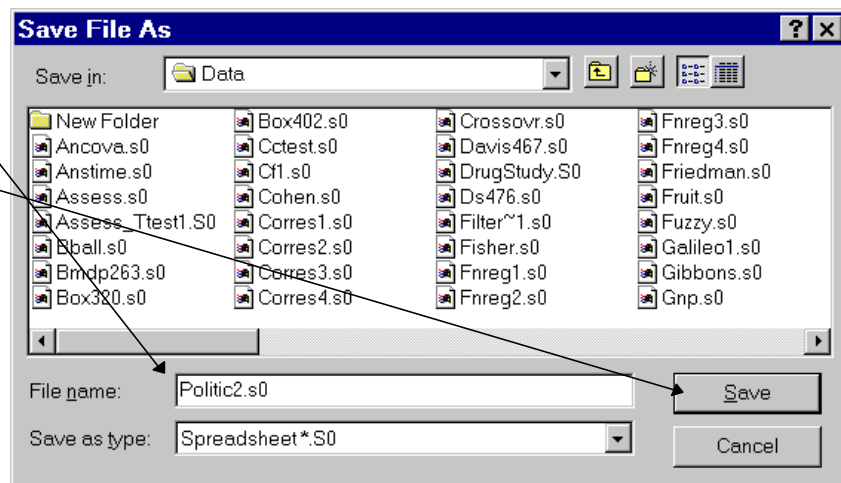 Save File As
Save in: Data
New Folder Box402.s0 Crossovr.s0 Fnreg3.s0
Ancova.s0 Cctest.s0 Davis467.s0 Fnreg4.s0
Anstime.s0 Cf1.s0 DrugStudy.S0 Friedman.s0
Assess.s0 Cohen.s0 Ds476.s0 Fruit.s0
Assess_Ttest1.S0 Corres1.s0 Filter~1.s0 Fuzzy.s0
Bball.s0 Corres2.s0 Fisher.s0 Galileo1.s0
Bmdp263.s0 Corres3.s0 Fnreg1.s0 Gibbons.s0
Box320.s0 Corres4.s0 Fnreg2.s0 Gnp.s0
File name: Politic2.s0 Save
Save as type: Spreadsheet *.S0 Cancel